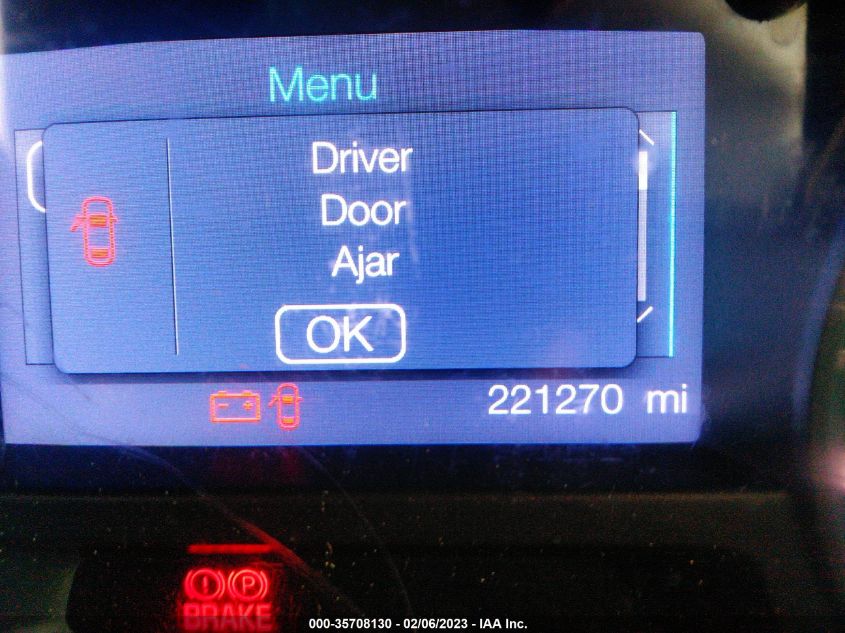 Menu
Driver
Door
Ajar
OK
221270 mi
P
BRAKE
000-35708130 - 02/06/2023 - IAA Inc.